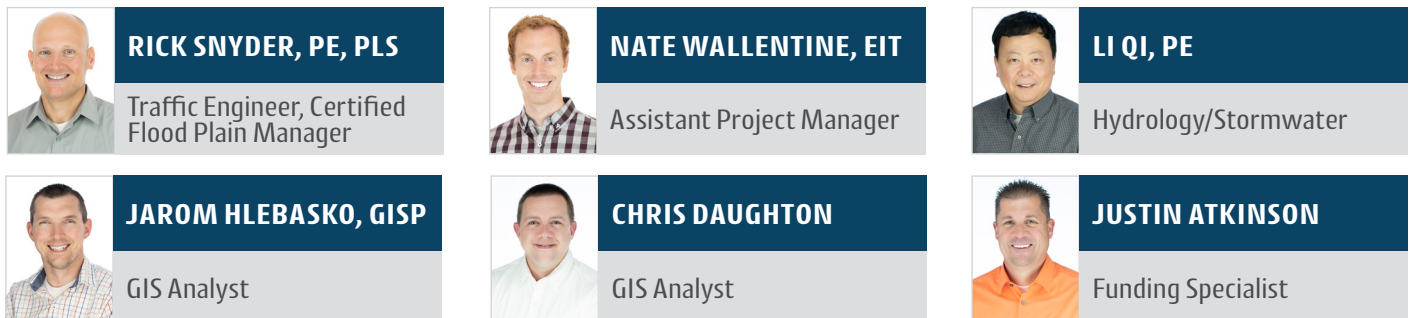 RICK SNYDER, PE, PLS
Traffic Engineer, Certified
Flood Plain Manager
NATE WALLENTINE, EIT
Assistant Project Manager
LI QI, PE
Hydrology/Stormwater
JAROM HLEBASKO, GISP
GIS Analyst
CHRIS DAUGHTON
GIS Analyst
JUSTIN ATKINSON
Funding Specialist